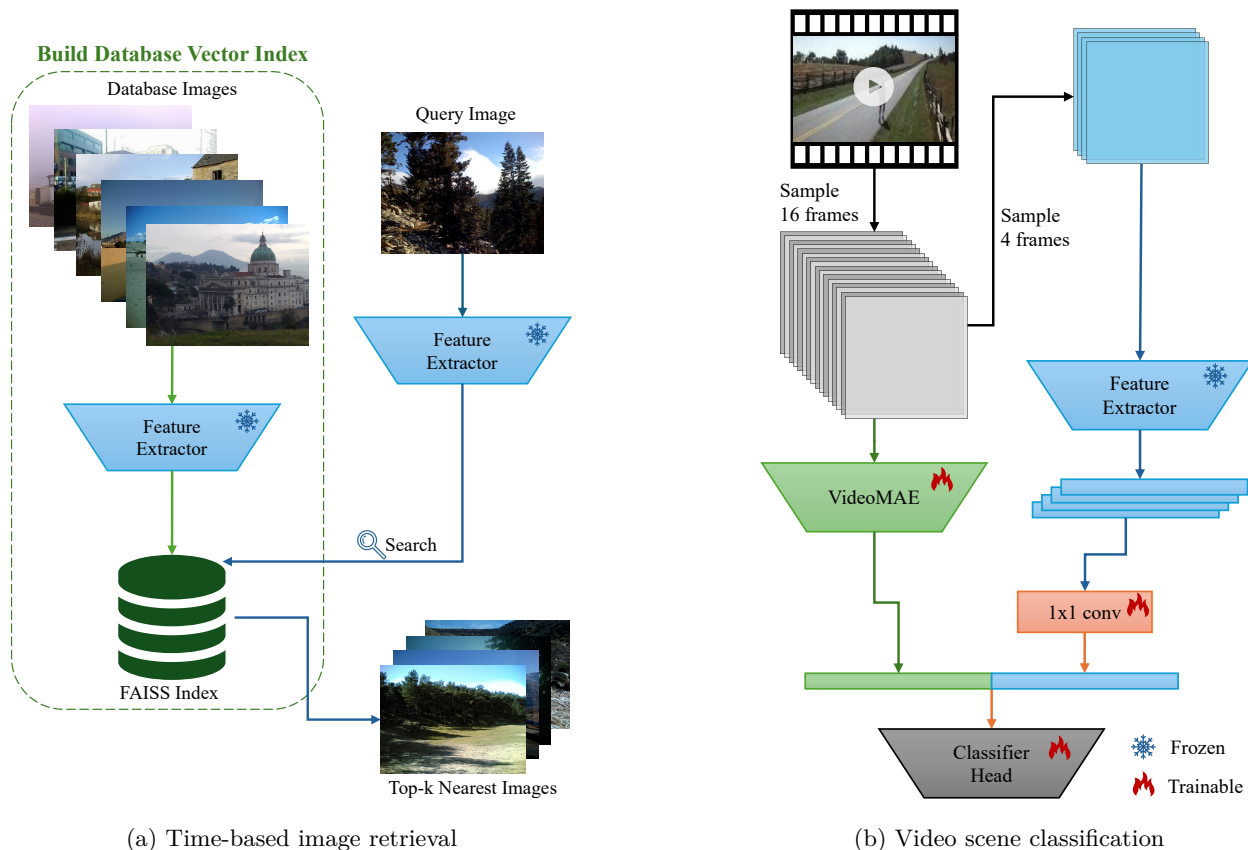 Build Database Vector Index
Database Images
Query Image
Feature
Extractor
Feature
Extractor
Search
FAISS Index
Top-k Nearest Images
(a) Time-based image retrieval
Sample
16 frames
Sample
4 frames
Feature
Extractor
VideoMAE
1x1 conv
Classifier
Head
Frozen
Trainable
(b) Video scene classification